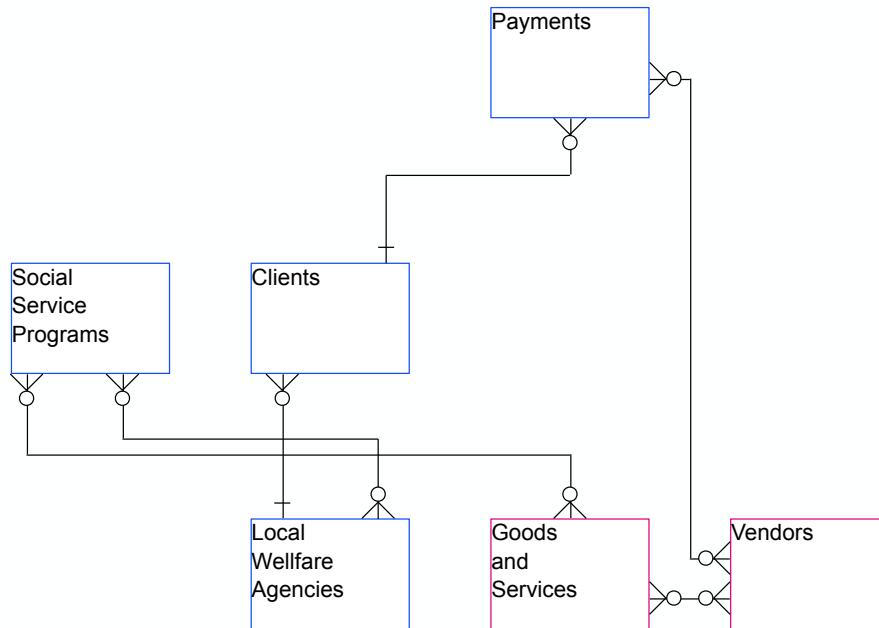 Payments
Social
Service
Programs
Clients
Local
Wellfare
Agencies
Goods
and
Services
Vendors